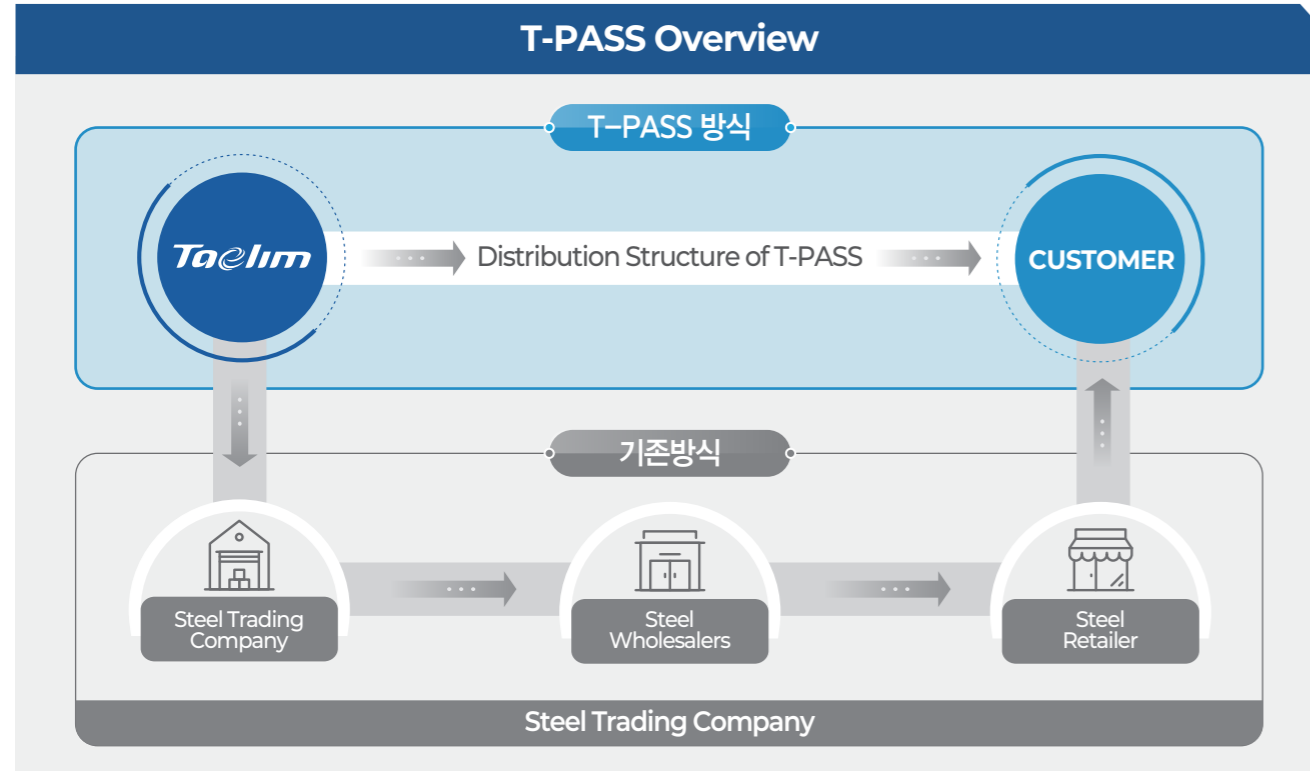 T-PASS Overview
T-PASS 방식
Taelim
Distribution Structure of T-PASS
CUSTOMER
기존방식
Steel Trading
Company
Steel
Wholesalers
Steel
Retailer
Steel Trading Company